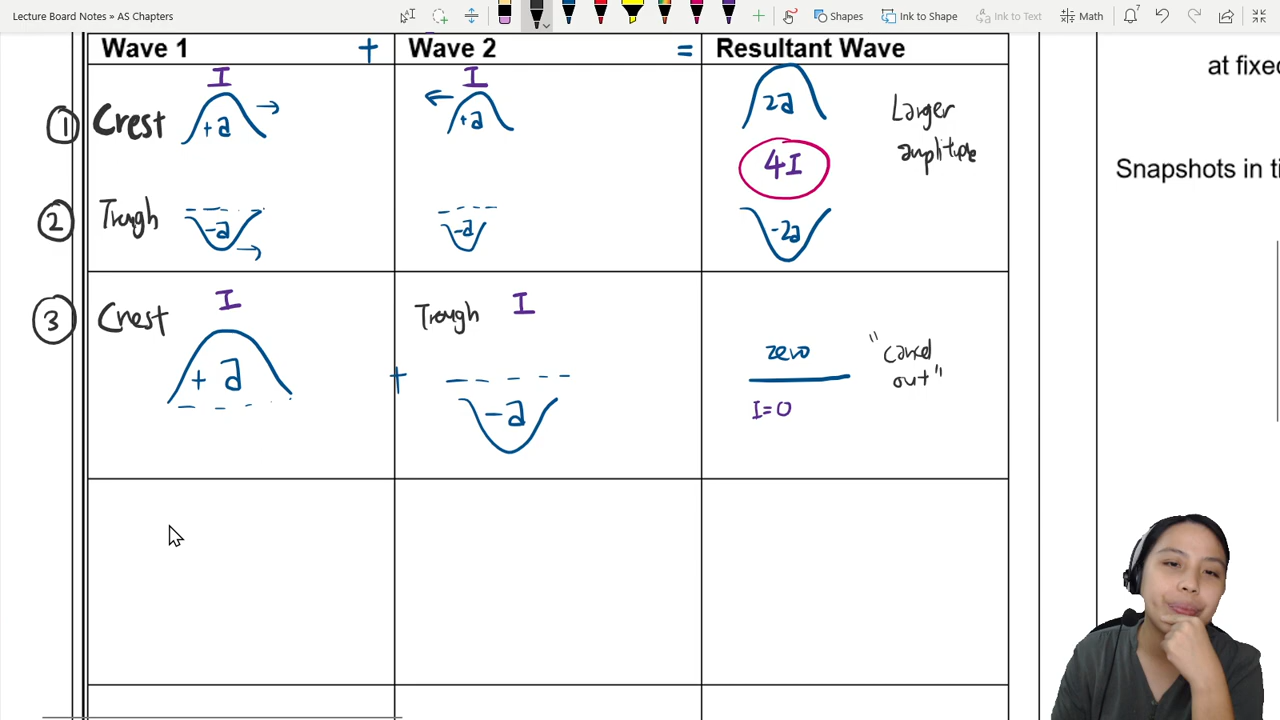 Lecture Board Notes » AS Chapters
Shapes
Ink to Shape
Ink to Text
Math
7
Wave 1 + Wave 2 = Resultant Wave
at fixe
Snapshots in ti
1 Crest I +a
I +a
2a
4I
Larger
amplitude
2 Trough -a
-a
-2a
3 Crest I
+ a
Trough I
+ -a
zero
I=0
"cancel
out"